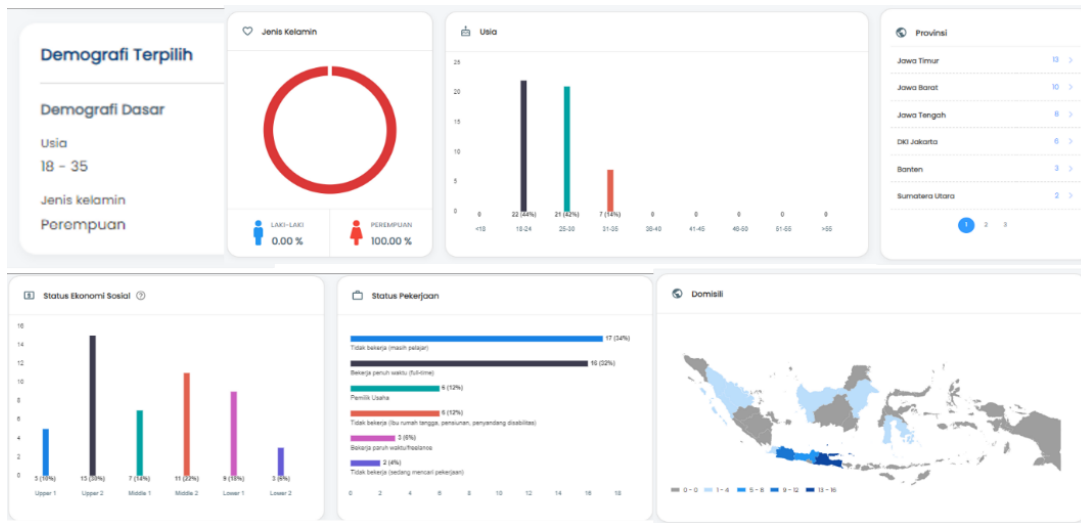 Demografi Terpilih
Demografi Dasar
Usia
18 - 35
Jenis kelamin
Perempuan
Jenis Kelamin
LAKI-LAKI
0.00 %
PEREMPUAN
100.00 %
Usia
25
20
15
10
5
0
0 22 (44%) 21 (42%) 7 (14%) 0 0 0 0 0
<18 18-24 25-30 31-35 36-40 41-45 46-50 51-55 >55
Provinsi
Jawa Timur 13 >
Jawa Barat 10 >
Jawa Tengah 8 >
DKI Jakarta 6 >
Banten 3 >
Sumatera Utara 2 >
1 2 3
Status Ekonomi Sosial
16
14
12
10
8
6
4
2
0
7 (14%) 11 (22%) 9 (18%) 3 (6%)
Upper 1 Upper 2 Middle 1 Middle 2 Lower 1 Lower 2
Status Pekerjaan
17 (34%)
Tidak bekerja (masih pelajar)
16 (32%)
Bekerja penuh waktu (full-time)
6 (12%)
Pemilik Usaha
6 (12%)
Tidak bekerja (ibu rumah tangga, pensiunan, penyandang disabilitas)
3 (6%)
Bekerja paruh waktu/freelance
2 (4%)
Tidak bekerja (sedang mencari pekerjaan)
0 2 4 6 8 10 12 14 16 18
Domisili
0 - 0 1 - 4 5 - 8 9 - 12 13 - 16